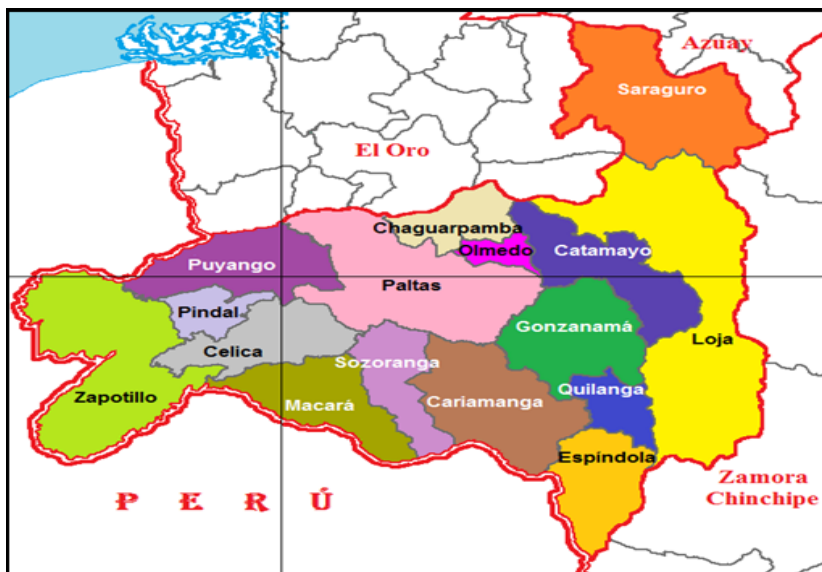 Azuay
Saraguro
El Oro
Chaguarpamba
Olmedo
Catamayo
Puyango
Paltas
Pindal
Gonzanamá
Loja
Celica
Sozoranga
Quilanga
Zapotillo
Macará
Cariamanga
Espíndola
Zamora
Chinchipe
P E R Ú